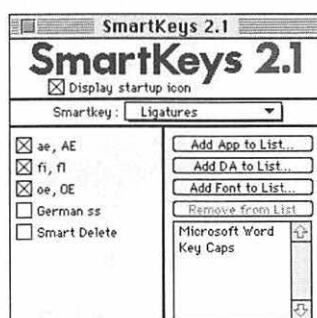 SmartKeys 2.1
SmartKeys 2.1
Display startup icon
Smartkey: Ligatures
ae, AE
fi, fl
oe, OE
German ss
Smart Delete
Add App to List...
Add DA to List...
Add Font to List...
Remove from List
Microsoft Word
Key Caps